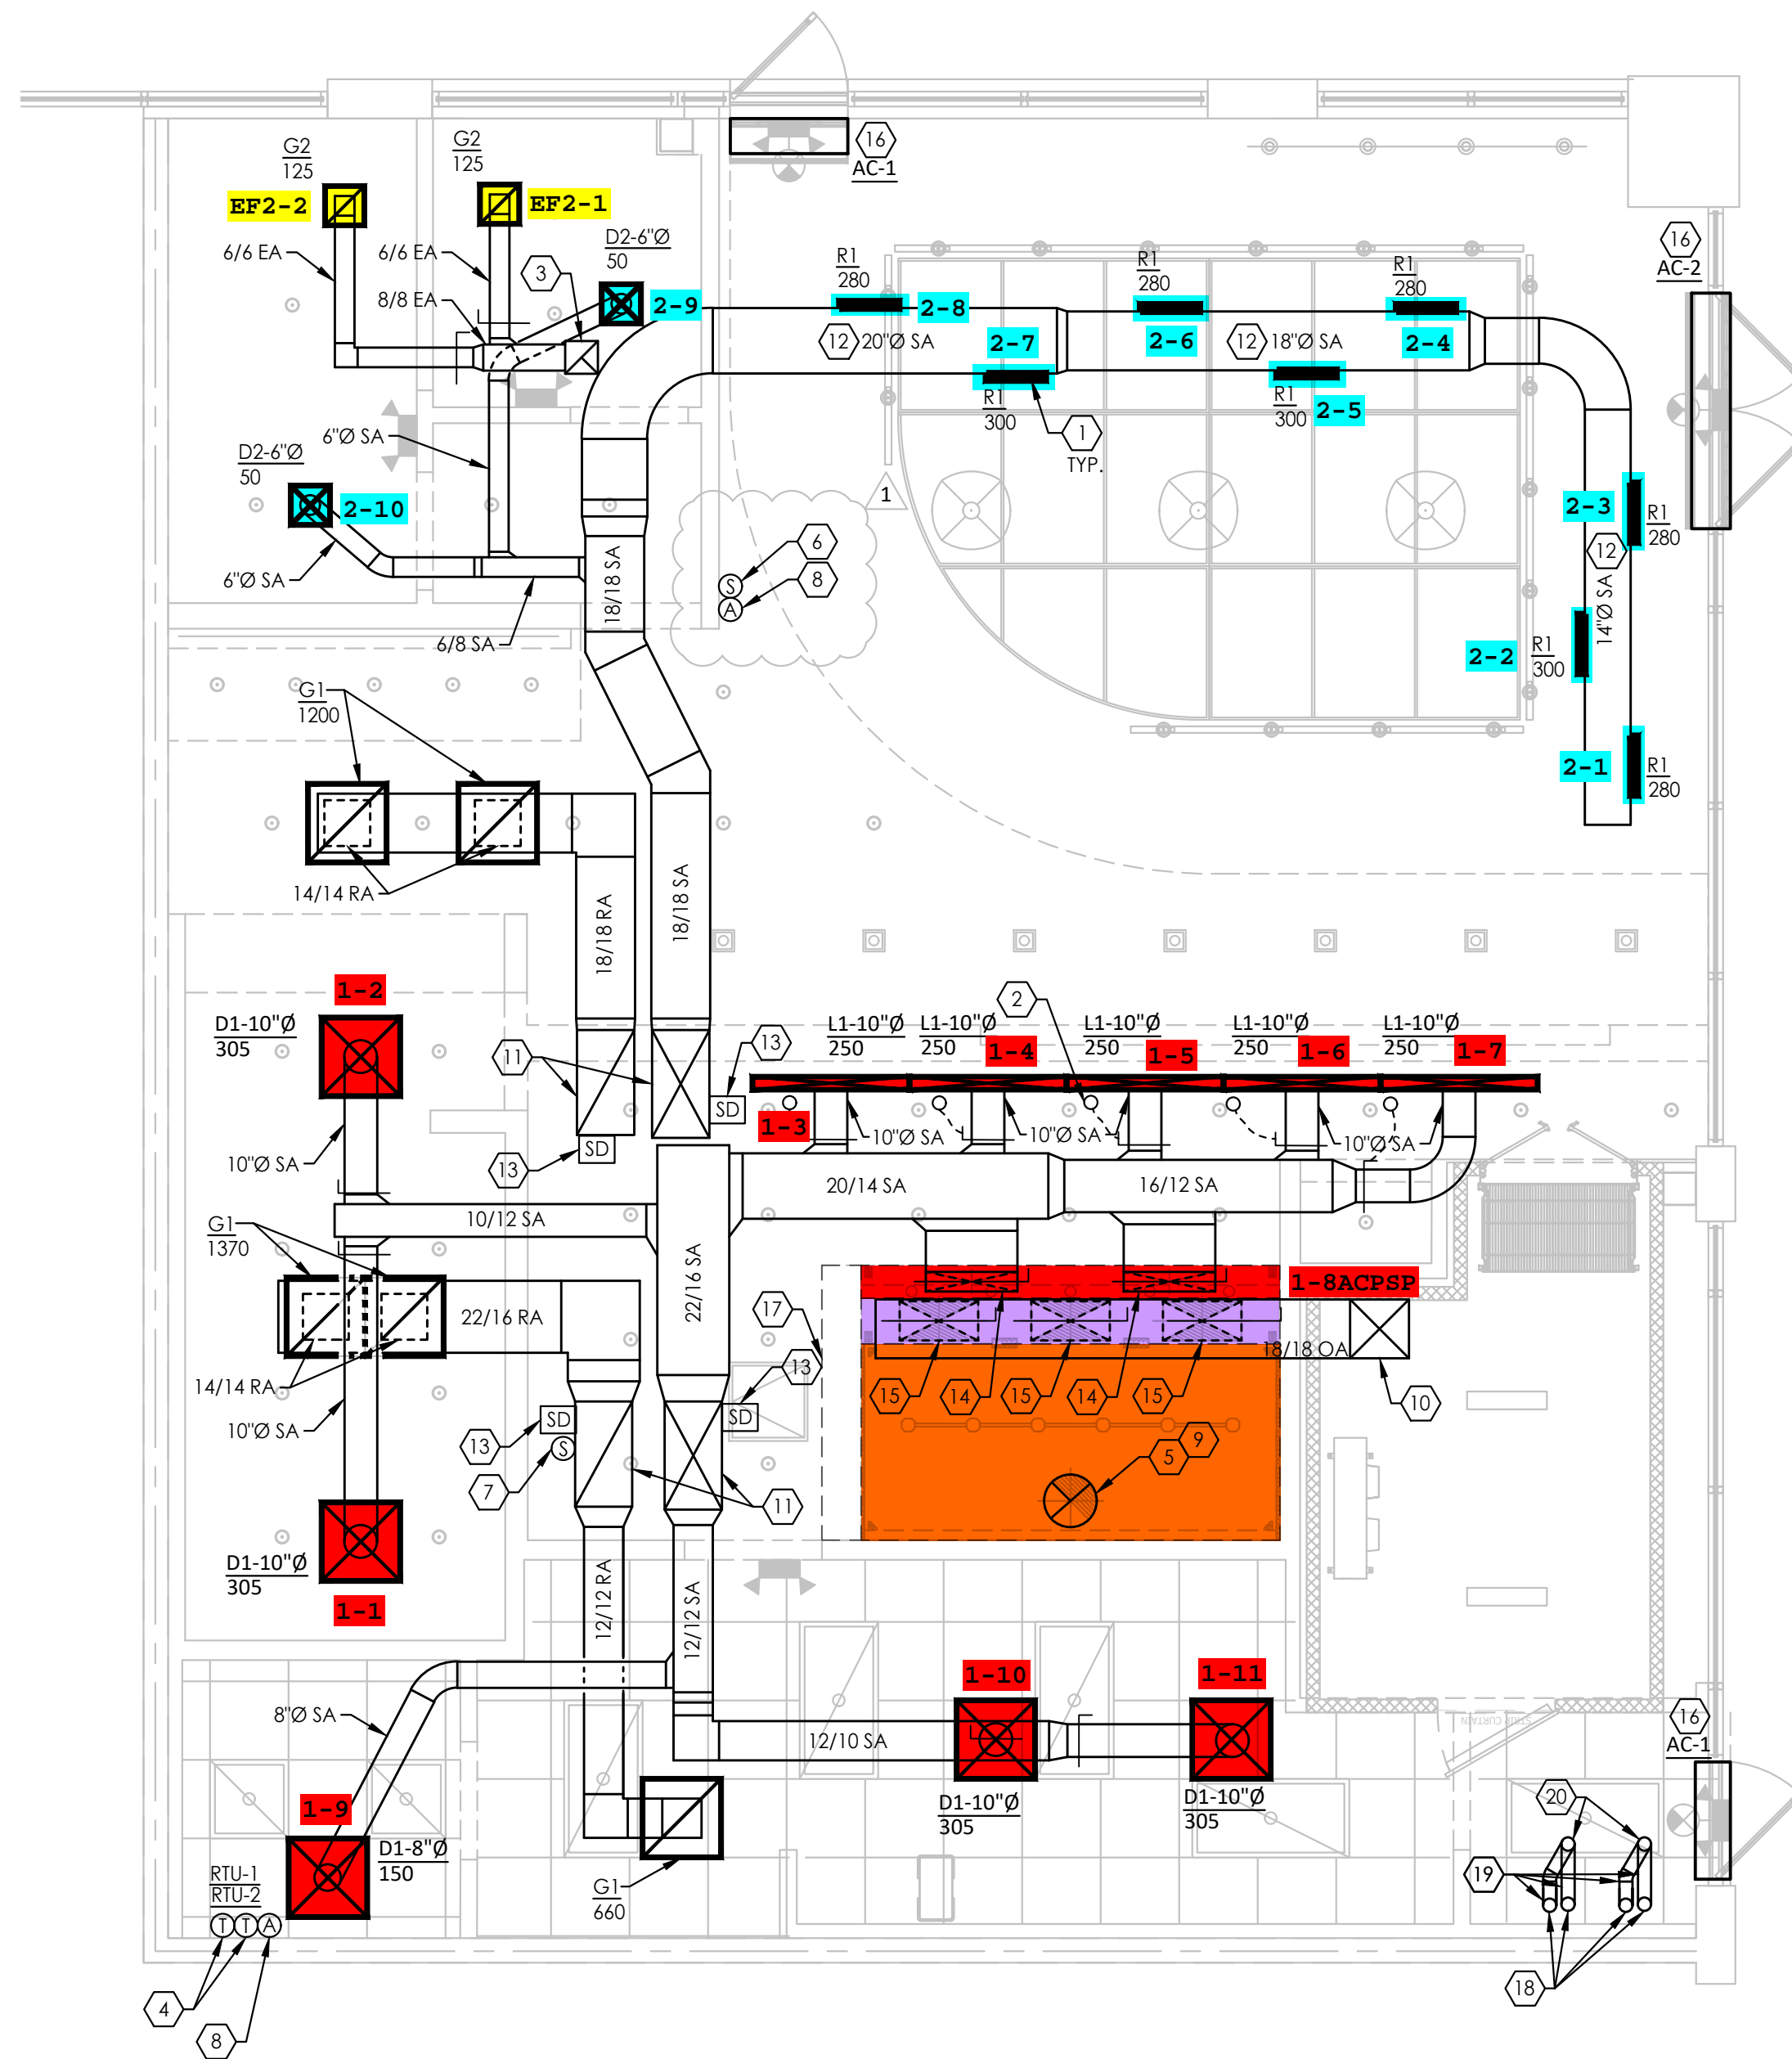 G2
125
G2
125
16
AC-1
EF2-2
EF2-1
D2-6"Ø
50
6/6 EA
6/6 EA
3
8/8 EA
2-9
R1
280
2-8
R1
280
R1
280
16
AC-2
12
20"Ø SA
2-7
2-6
12
18"Ø SA
2-4
R1
300
R1
300
2-5
1
TYP.
6"Ø SA
D2-6"Ø
50
2-10
1
2-3
R1
280
12
14"Ø SA
6
8
S
A
6"Ø SA
18/18 SA
6/8 SA
2-2
R1
300
G1
1200
2-1
R1
280
14/14 RA
18/18 RA
18/18 SA
1-2
D1-10"Ø
305
2
L1-10"Ø
250
L1-10"Ø
250
1-4
L1-10"Ø
250
1-5
L1-10"Ø
250
1-6
L1-10"Ø
250
1-7
11
13
SD
1-3
10"Ø SA
10"Ø SA
10"Ø SA
13
SD
10"Ø SA
20/14 SA
16/12 SA
10/12 SA
G1
1370
22/16 SA
22/16 RA
17
1-8ACPSP
18/18 OA
14/14 RA
10"Ø SA
13
SD
15
14
15
14
15
10
13
SD
S
7
11
5
9
D1-10"Ø
305
1-1
12/12 RA
12/12 SA
1-10
1-11
8"Ø SA
12/10 SA
STRIP CURTAIN
16
AC-1
1-9
D1-8"Ø
150
D1-10"Ø
305
D1-10"Ø
305
20
RTU-1
RTU-2
T
T
A
G1
660
19
4
8
18